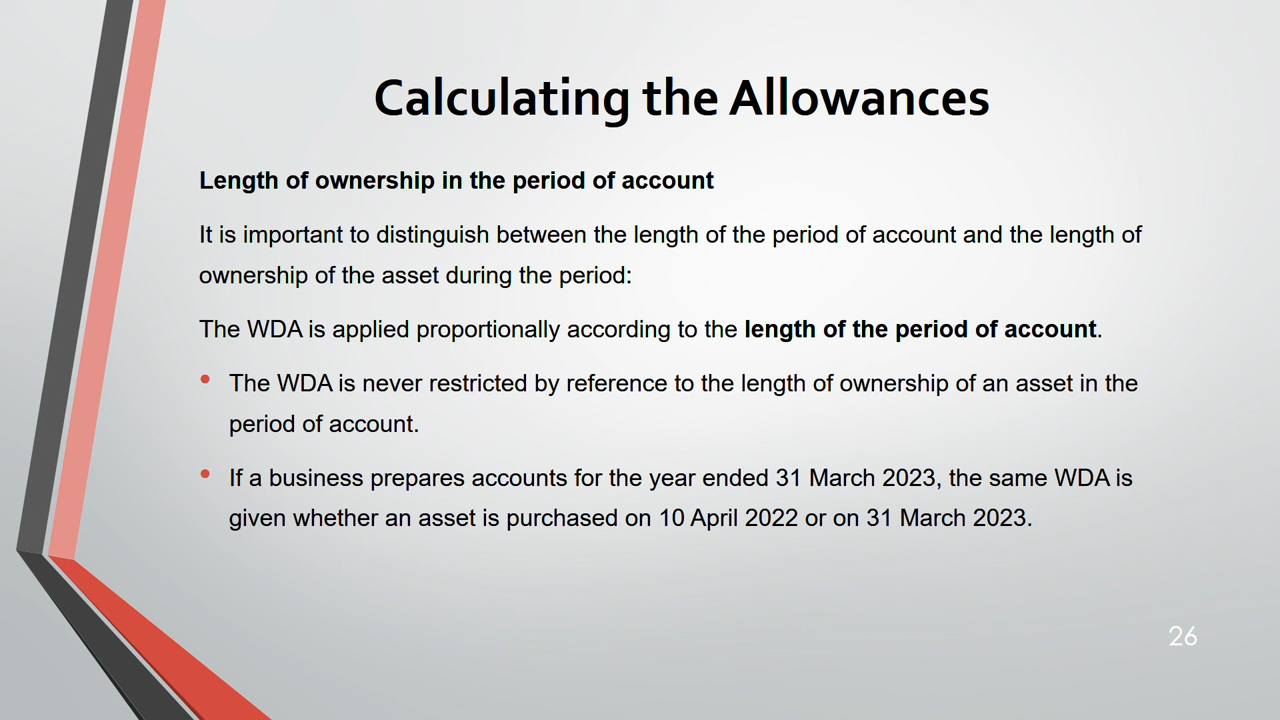 Calculating the Allowances
Length of ownership in the period of account
It is important to distinguish between the length of the period of account and the length of
ownership of the asset during the period:
The WDA is applied proportionally according to the length of the period of account.
• The WDA is never restricted by reference to the length of ownership of an asset in the
period of account.
• If a business prepares accounts for the year ended 31 March 2023, the same WDA is
given whether an asset is purchased on 10 April 2022 or on 31 March 2023.
26